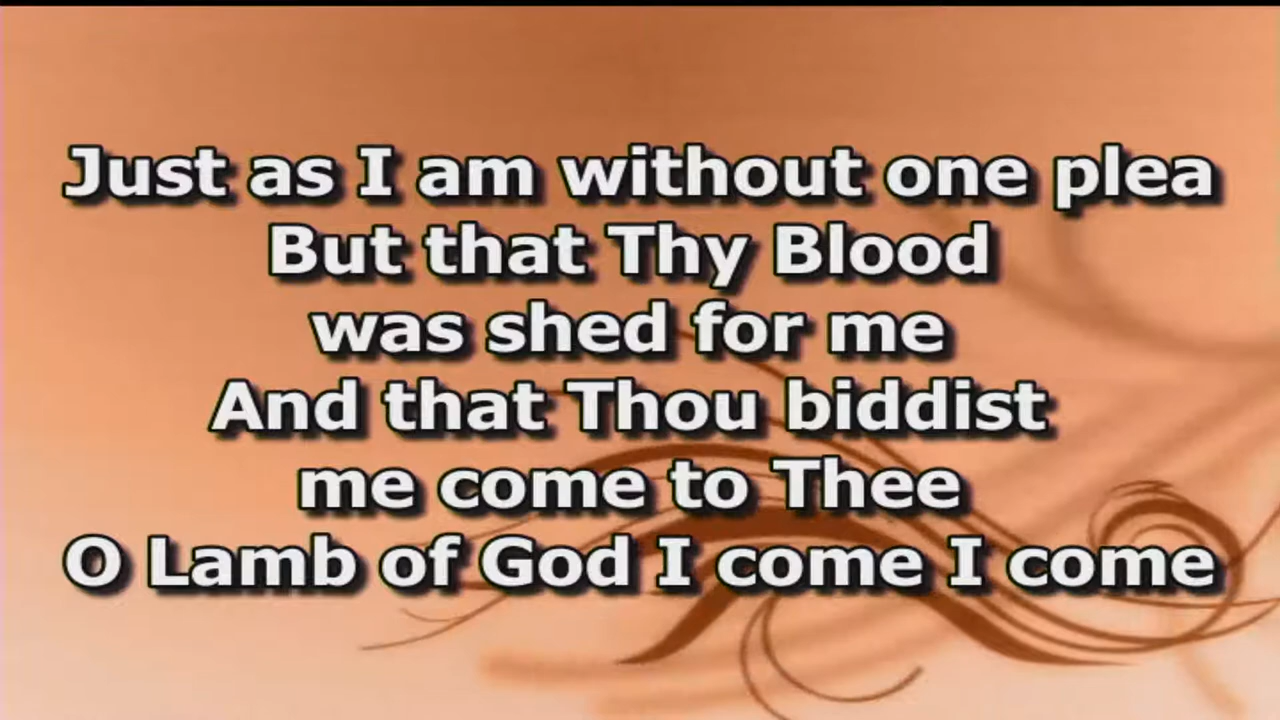 Just as I am without one plea
But that Thy Blood
was shed for me
And that Thou biddist
me come to Thee
O Lamb of God I come I come